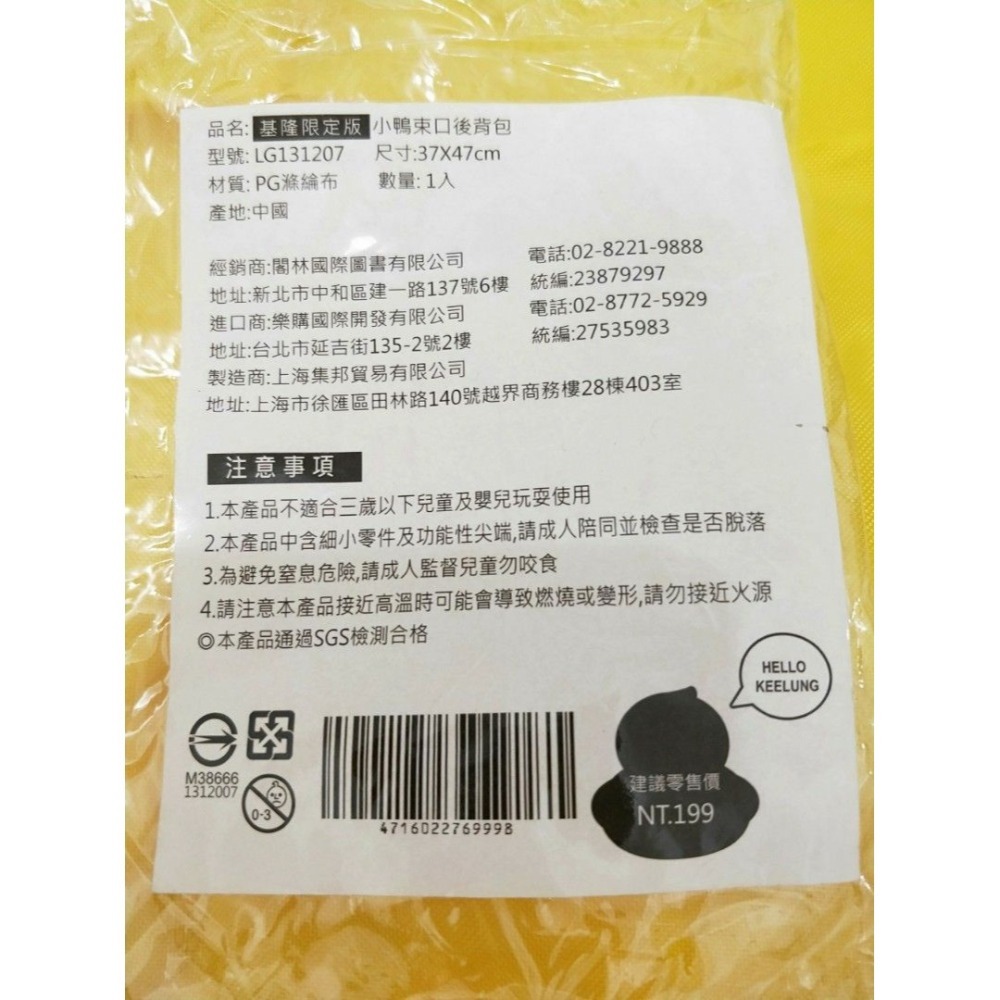 品名: 基隆限定版 小鴨束口後背包
型號: LG131207 尺寸:37X47cm
材質: PG滌綸布 數量: 1入
產地:中國
經銷商:閣林國際圖書有限公司 電話:02-8221-9888
地址:新北市中和區建一路137號6樓 統編:23879297
進口商:樂購國際開發有限公司 電話:02-8772-5929
地址:台北市延吉街135-2號2樓 統編:27535983
製造商:上海集邦貿易有限公司
地址:上海市徐匯區田林路140號越界商務樓28棟403室
注意事項
1.本產品不適合三歲以下兒童及嬰兒玩耍使用
2.本產品中含細小零件及功能性尖端,請成人陪同並檢查是否脫落
3.為避免窒息危險,請成人監督兒童勿咬食
4.請注意本產品接近高溫時可能會導致燃燒或變形,請勿接近火源
◎本產品通過SGS檢測合格
HELLO
KEELUNG
M38666
1312007
0-3
4716022769998
建議零售價
NT.199